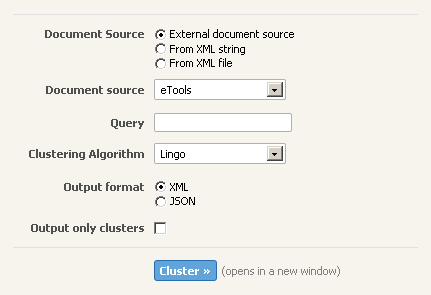 Document Source External document source
From XML string
From XML file
Document source eTools
Query
Clustering Algorithm Lingo
Output format XML
JSON
Output only clusters
Cluster » (opens in a new window)